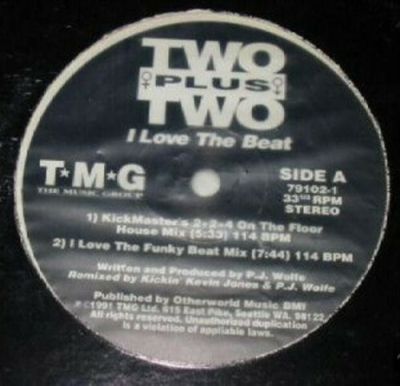 TWO
PLUS
TWO
I Love The Beat
T★M★G
THE MUSIC GROUP
SIDE A
79102-1
33 1/3 RPM
STEREO
1) KickMaster's 2+2=4 On The Floor
House Mix (5:33) 114 BPM
2) I Love The Funky Beat Mix (7:44) 114 BPM
Written and Produced by P.J. Wolfe
Remixed by Kickin' Kevin Jones & P.J. Wolfe
Published by Otherworld Music BMI
℗©1991 TMG Ltd. 615 East Pike, Seattle WA. 98122
All rights reserved. Unauthorized duplication
is a violation of appliable laws.